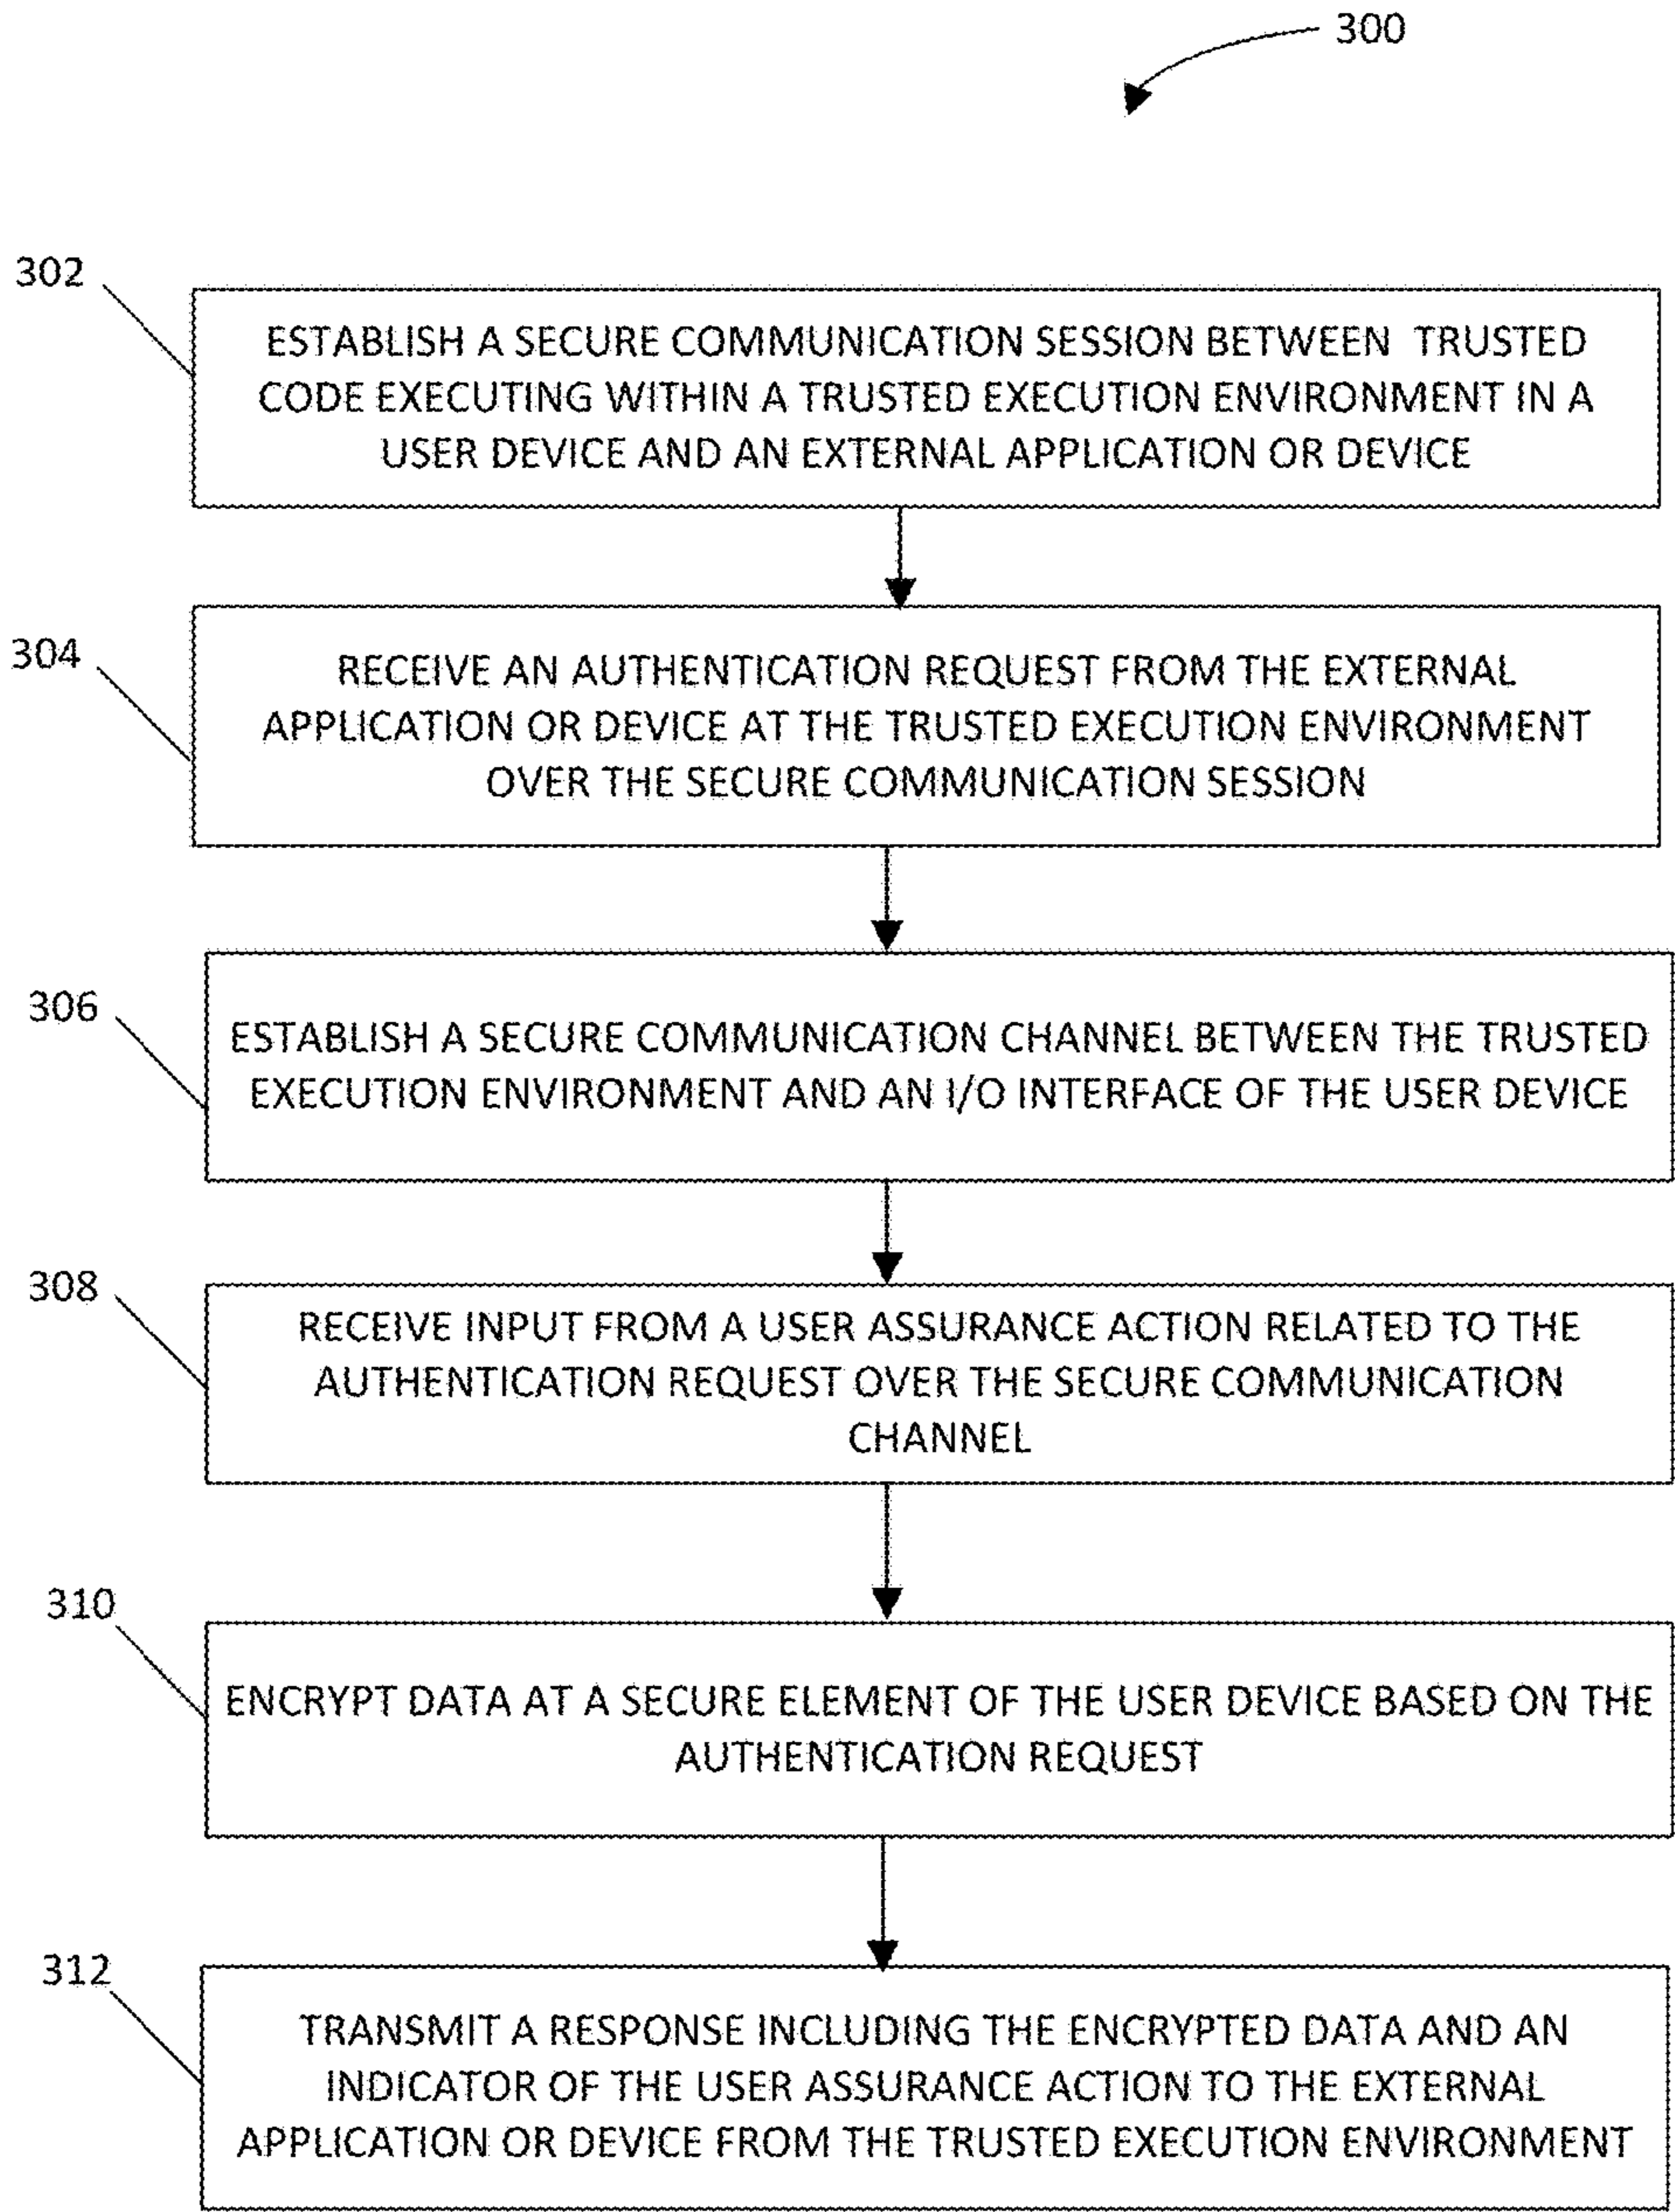 300
302
ESTABLISH A SECURE COMMUNICATION SESSION BETWEEN TRUSTED
CODE EXECUTING WITHIN A TRUSTED EXECUTION ENVIRONMENT IN A
USER DEVICE AND AN EXTERNAL APPLICATION OR DEVICE
304
RECEIVE AN AUTHENTICATION REQUEST FROM THE EXTERNAL
APPLICATION OR DEVICE AT THE TRUSTED EXECUTION ENVIRONMENT
OVER THE SECURE COMMUNICATION SESSION
306
ESTABLISH A SECURE COMMUNICATION CHANNEL BETWEEN THE TRUSTED
EXECUTION ENVIRONMENT AND AN I/O INTERFACE OF THE USER DEVICE
308
RECEIVE INPUT FROM A USER ASSURANCE ACTION RELATED TO THE
AUTHENTICATION REQUEST OVER THE SECURE COMMUNICATION
CHANNEL
310
ENCRYPT DATA AT A SECURE ELEMENT OF THE USER DEVICE BASED ON THE
AUTHENTICATION REQUEST
312
TRANSMIT A RESPONSE INCLUDING THE ENCRYPTED DATA AND AN
INDICATOR OF THE USER ASSURANCE ACTION TO THE EXTERNAL
APPLICATION OR DEVICE FROM THE TRUSTED EXECUTION ENVIRONMENT